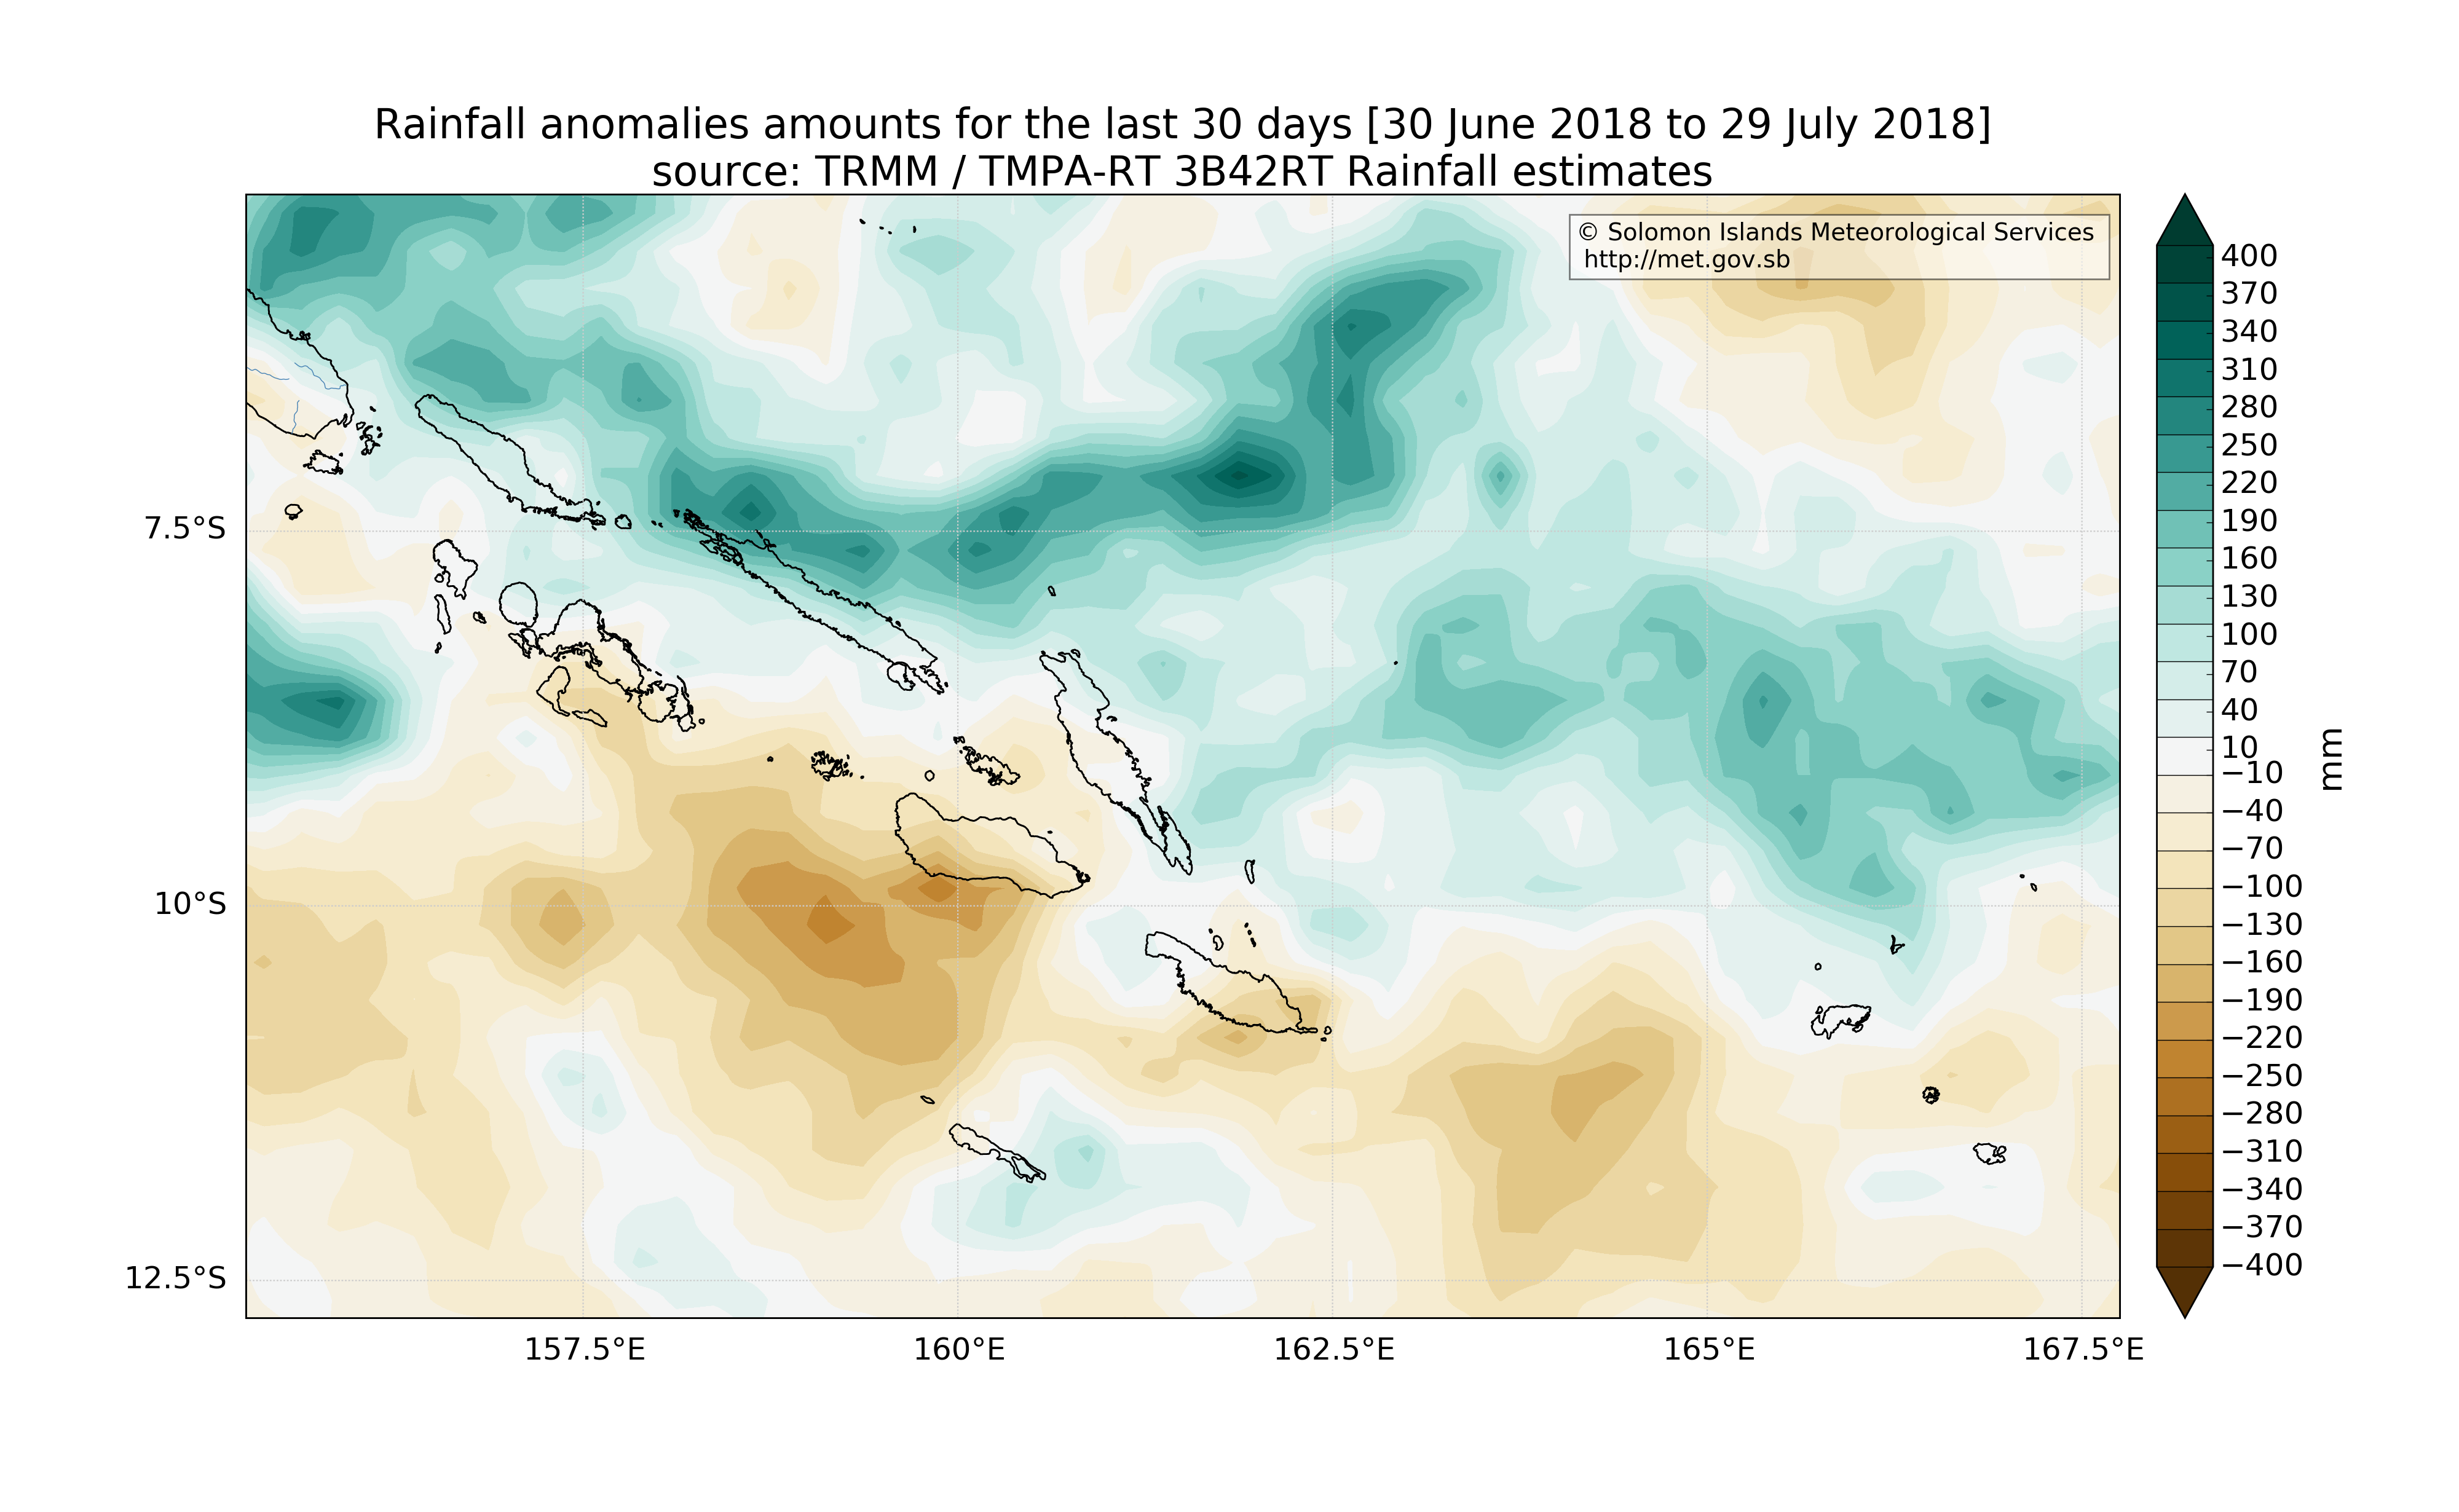 Rainfall anomalies amounts for the last 30 days [30 June 2018 to 29 July 2018]
source: TRMM / TMPA-RT 3B42RT Rainfall estimates
© Solomon Islands Meteorological Services
http://met.gov.sb
7.5°S
10°S
12.5°S
157.5°E
160°E
162.5°E
165°E
167.5°E
400
370
340
310
280
250
220
190
160
130
100
70
40
10
−10
−40
−70
−100
−130
−160
−190
−220
−250
−280
−310
−340
−370
−400
mm